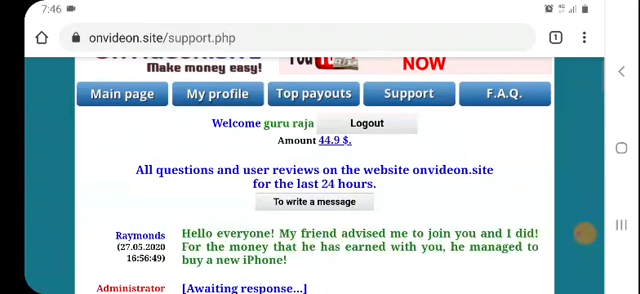 7:46
onvideon.site/support.php
1
Make money easy!
NOW
Main page
My profile
Top payouts
Support
F.A.Q.
Welcome guru raja
Logout
Amount 44.9 $.
All questions and user reviews on the website onvideon.site
for the last 24 hours.
To write a message
Raymonds
(27.05.2020
16:56:49)
Hello everyone! My friend advised me to join you and I did!
For the money that he has earned with you, he managed to
buy a new iPhone!
Administrator
[Awaiting response...]